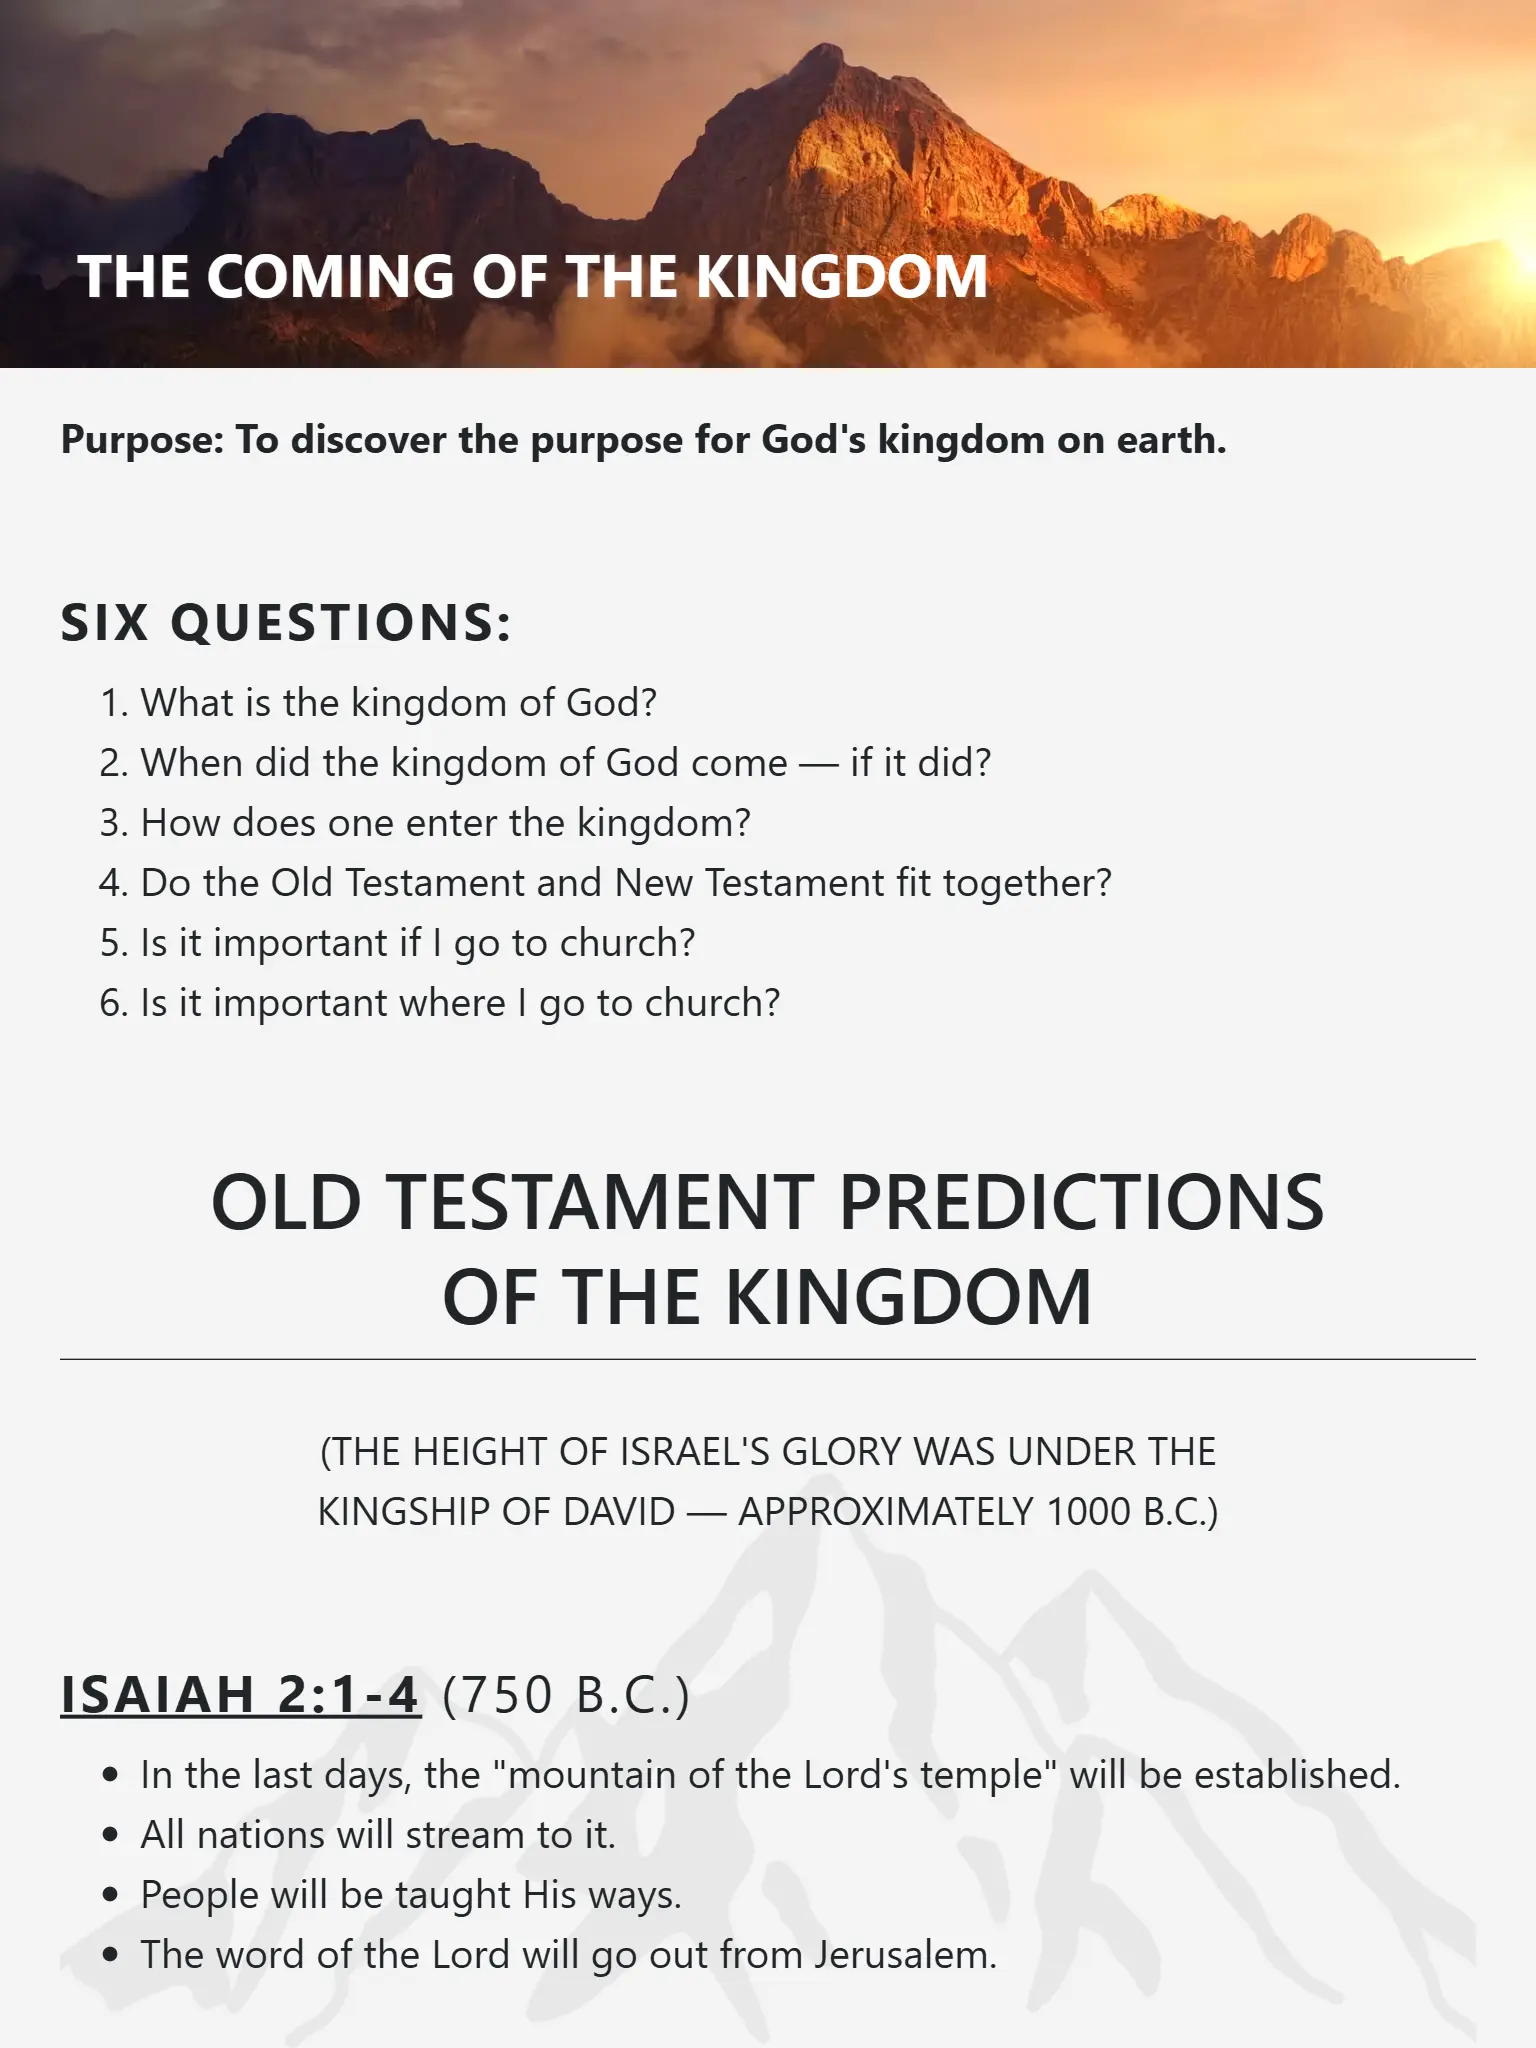 THE COMING OF THE KINGDOM
Purpose: To discover the purpose for God's kingdom on earth.
SIX QUESTIONS:
1. What is the kingdom of God?
2. When did the kingdom of God come — if it did?
3. How does one enter the kingdom?
4. Do the Old Testament and New Testament fit together?
5. Is it important if I go to church?
6. Is it important where I go to church?
OLD TESTAMENT PREDICTIONS
OF THE KINGDOM
(THE HEIGHT OF ISRAEL'S GLORY WAS UNDER THE
KINGSHIP OF DAVID — APPROXIMATELY 1000 B.C.)
ISAIAH 2:1-4 (750 B.C.)
• In the last days, the "mountain of the Lord's temple" will be established.
• All nations will stream to it.
• People will be taught His ways.
• The word of the Lord will go out from Jerusalem.